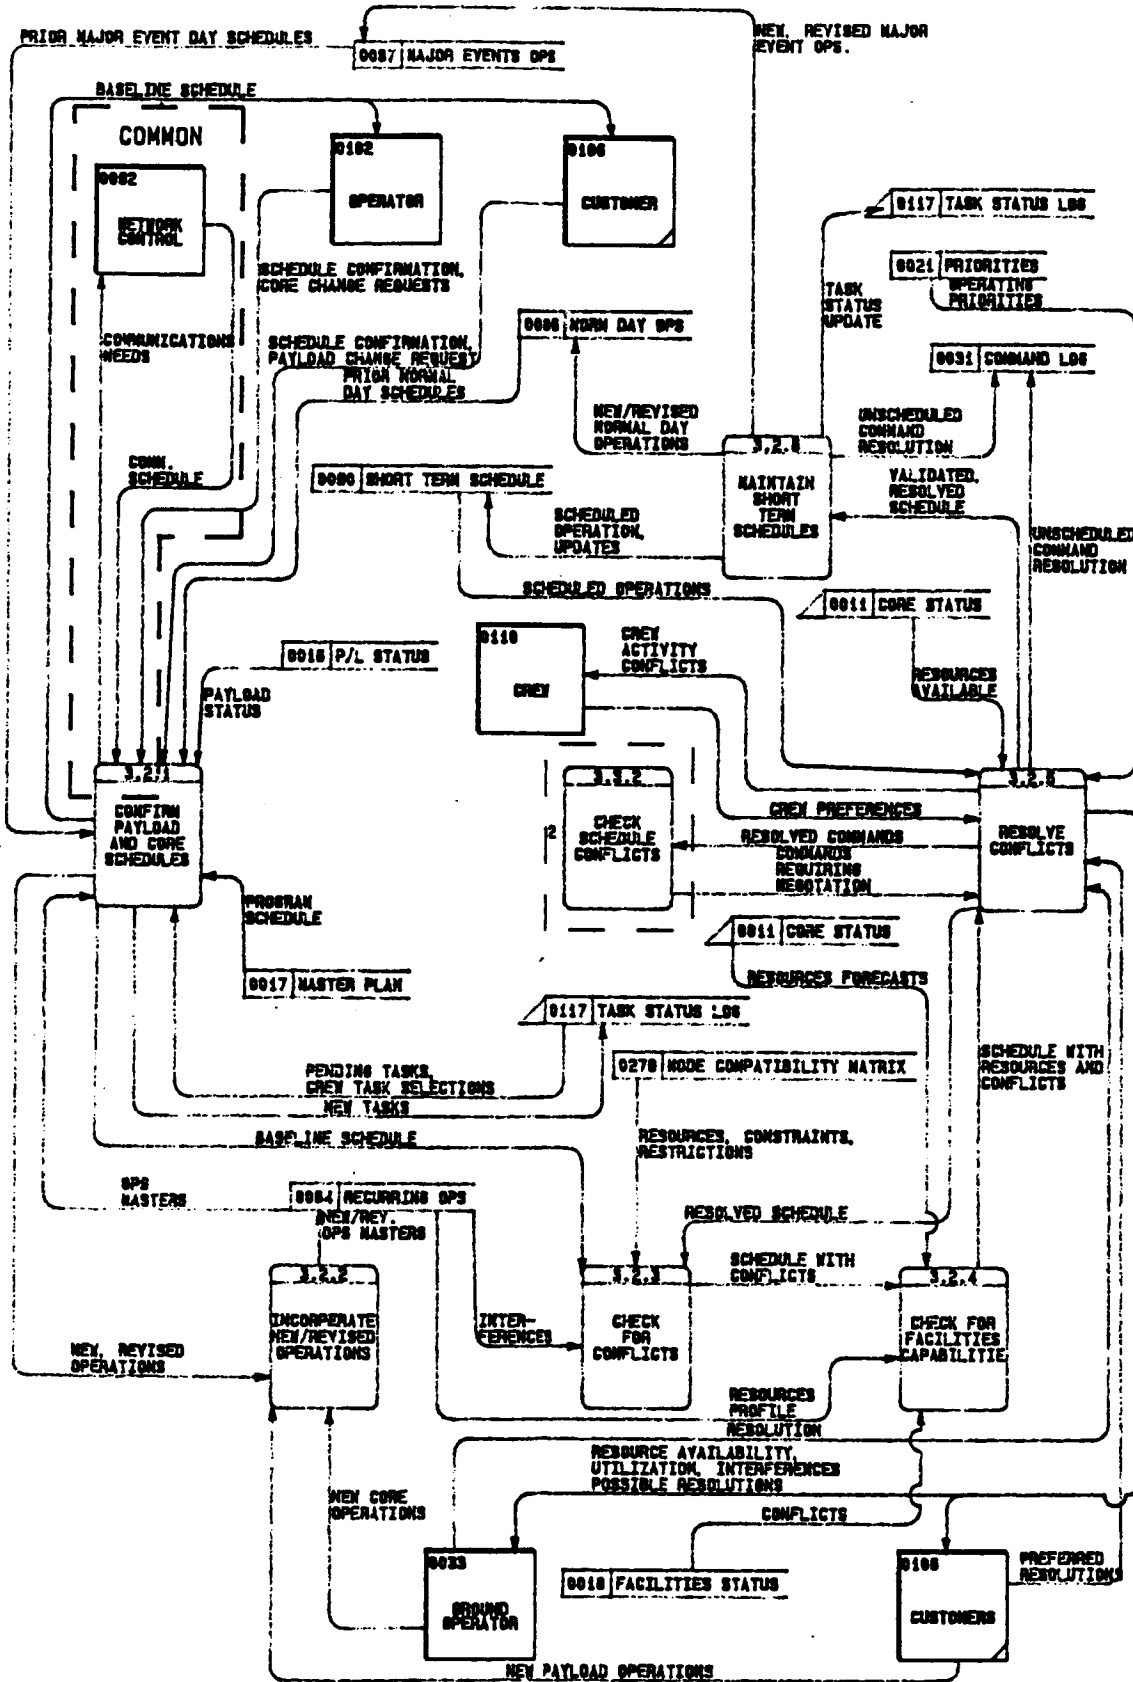 PRIOR MAJOR EVENT DAY SCHEDULES
0037 MAJOR EVENTS OPS
NEW, REVISED MAJOR
EVENT OPS.
BASELINE SCHEDULE
COMMON
0032
NETWORK
CONTROL
0102
OPERATOR
0106
CUSTOMER
0117 TASK STATUS LOG
0021 PRIORITIES
OPERATING
PRIORITIES
SCHEDULE CONFIRMATION,
CORE CHANGE REQUESTS
TASK
STATUS
UPDATE
COMMUNICATIONS
NEEDS
SCHEDULE CONFIRMATION,
PAYLOAD CHANGE REQUEST
PRIOR NORMAL
DAY SCHEDULES
NORM DAY OPS
0031 COMMAND LOG
NEW/REVISED
NORMAL DAY
OPERATIONS
UNSCHEDULED
COMMAND
RESOLUTION
COMM.
SCHEDULE
SHORT TERM SCHEDULE
MAINTAIN
SHORT
TERM
SCHEDULES
VALIDATED,
RESOLVED
SCHEDULE
SCHEDULED
OPERATION,
UPDATES
UNSCHEDULED
COMMAND
RESOLUTION
SCHEDULED OPERATIONS
0011 CORE STATUS
0110
CREW
CREW
ACTIVITY
CONFLICTS
P/L STATUS
PAYLOAD
STATUS
RESOURCES
AVAILABLE
3.2.1
CONFIRM
PAYLOAD
AND CORE
SCHEDULES
3.3.2
CHECK
SCHEDULE
CONFLICTS
2
CREW PREFERENCES
RESOLVED COMMANDS
COMMANDS
REQUIRING
NEGOTATION
3.2.5
RESOLVE
CONFLICTS
PROGRAM
SCHEDULE
0011 CORE STATUS
RESOURCES FORECASTS
0017 MASTER PLAN
0117 TASK STATUS LOG
PENDING TASKS,
CREW TASK SELECTIONS
NEW TASKS
0270 MODE COMPATIBILITY MATRIX
SCHEDULE WITH
RESOURCES AND
CONFLICTS
BASELINE SCHEDULE
RESOURCES, CONSTRAINTS,
RESTRICTIONS
OPS
MASTERS
RECURRING OPS
NEW/REV.
OPS MASTERS
RESOLVED SCHEDULE
3.2.2
INCORPERATE
NEW/REVISED
OPERATIONS
3.2.3
CHECK
FOR
CONFLICTS
SCHEDULE WITH
CONFLICTS
3.2.4
CHECK FOR
FACILITIES
CAPABILITIE
INTER-
FERENCES
NEW, REVISED
OPERATIONS
RESOURCES
PROFILE
RESOLUTION
RESOURCE AVAILABILITY,
UTILIZATION, INTERFERENCES
POSSIBLE RESOLUTIONS
NEW CORE
OPERATIONS
CONFLICTS
0033
GROUND
OPERATOR
0018 FACILITIES STATUS
CUSTOMERS
PREFERRED
RESOLUTIONS
NEW PAYLOAD OPERATIONS